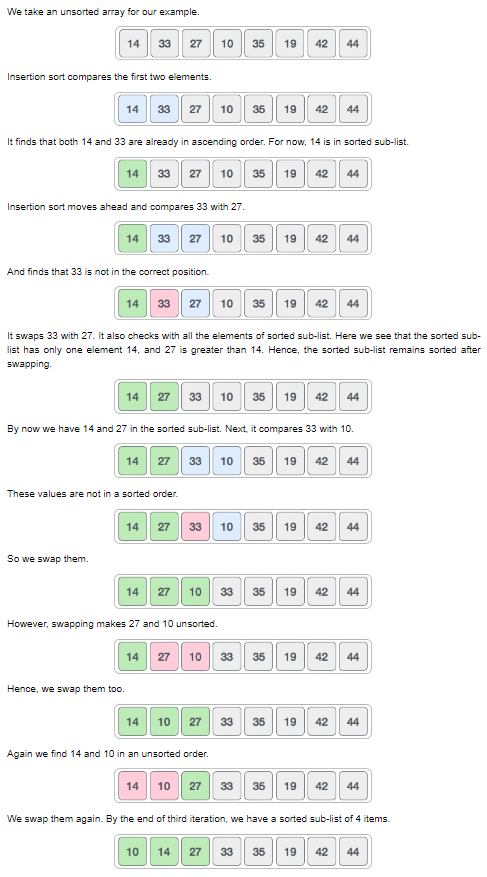 We take an unsorted array for our example.
14 33 27 10 35 19 42 44
Insertion sort compares the first two elements.
14 33 27 10 35 19 42 44
It finds that both 14 and 33 are already in ascending order. For now, 14 is in sorted sub-list.
14 33 27 10 35 19 42 44
Insertion sort moves ahead and compares 33 with 27.
14 33 27 10 35 19 42 44
And finds that 33 is not in the correct position.
14 33 27 10 35 19 42 44
It swaps 33 with 27. It also checks with all the elements of sorted sub-list. Here we see that the sorted sub-
list has only one element 14, and 27 is greater than 14. Hence, the sorted sub-list remains sorted after
swapping.
14 27 33 10 35 19 42 44
By now we have 14 and 27 in the sorted sub-list. Next, it compares 33 with 10.
14 27 33 10 35 19 42 44
These values are not in a sorted order.
14 27 33 10 35 19 42 44
So we swap them.
14 27 10 33 35 19 42 44
However, swapping makes 27 and 10 unsorted.
14 27 10 33 35 19 42 44
Hence, we swap them too.
14 10 27 33 35 19 42 44
Again we find 14 and 10 in an unsorted order.
14 10 27 33 35 19 42 44
We swap them again. By the end of third iteration, we have a sorted sub-list of 4 items.
10 14 27 33 35 19 42 44